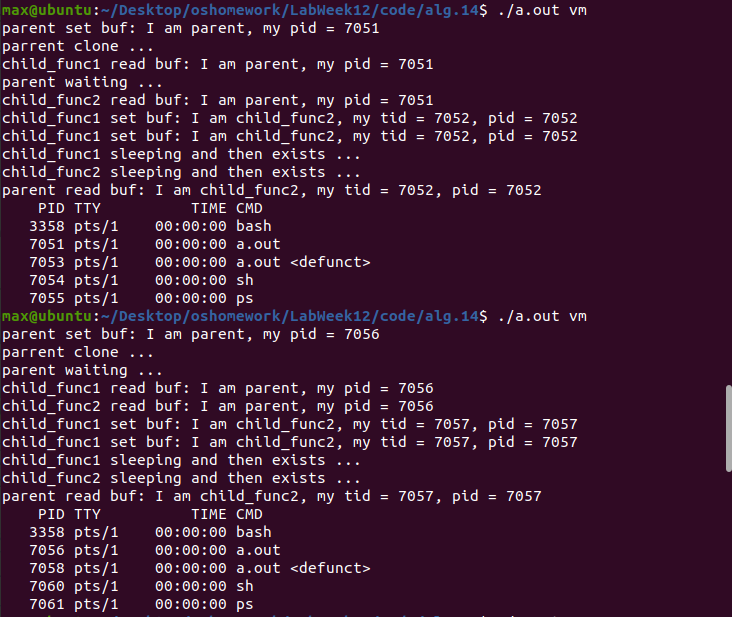 max@ubuntu:~/Desktop/oshomework/LabWeek12/code/alg.14$ ./a.out vm
parent set buf: I am parent, my pid = 7051
parrent clone ...
child_func1 read buf: I am parent, my pid = 7051
parent waiting ...
child_func2 read buf: I am parent, my pid = 7051
child_func1 set buf: I am child_func2, my tid = 7052, pid = 7052
child_func1 set buf: I am child_func2, my tid = 7052, pid = 7052
child_func1 sleeping and then exists ...
child_func2 sleeping and then exists ...
parent read buf: I am child_func2, my tid = 7052, pid = 7052
    PID TTY          TIME CMD
   3358 pts/1    00:00:00 bash
   7051 pts/1    00:00:00 a.out
   7053 pts/1    00:00:00 a.out <defunct>
   7054 pts/1    00:00:00 sh
   7055 pts/1    00:00:00 ps
max@ubuntu:~/Desktop/oshomework/LabWeek12/code/alg.14$ ./a.out vm
parent set buf: I am parent, my pid = 7056
parrent clone ...
parent waiting ...
child_func1 read buf: I am parent, my pid = 7056
child_func2 read buf: I am parent, my pid = 7056
child_func1 set buf: I am child_func2, my tid = 7057, pid = 7057
child_func1 set buf: I am child_func2, my tid = 7057, pid = 7057
child_func1 sleeping and then exists ...
child_func2 sleeping and then exists ...
parent read buf: I am child_func2, my tid = 7057, pid = 7057
    PID TTY          TIME CMD
   3358 pts/1    00:00:00 bash
   7056 pts/1    00:00:00 a.out
   7058 pts/1    00:00:00 a.out <defunct>
   7060 pts/1    00:00:00 sh
   7061 pts/1    00:00:00 ps